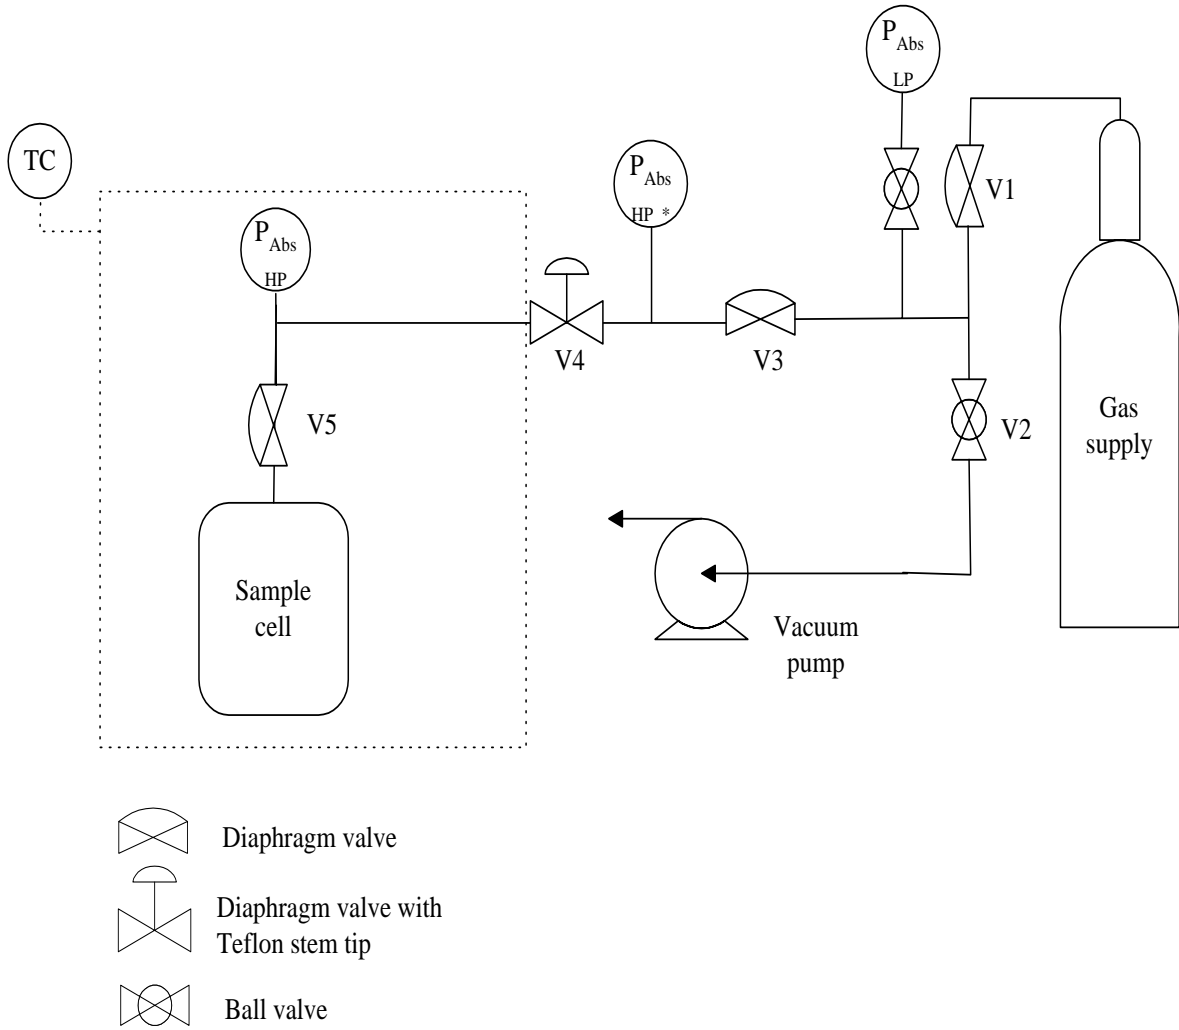 P Abs
LP
TC
P Abs
HP *
V1
P Abs
HP
V4
V3
V5
V2
Gas
supply
Sample
cell
Vacuum
pump
Diaphragm valve
Diaphragm valve with
Teflon stem tip
Ball valve